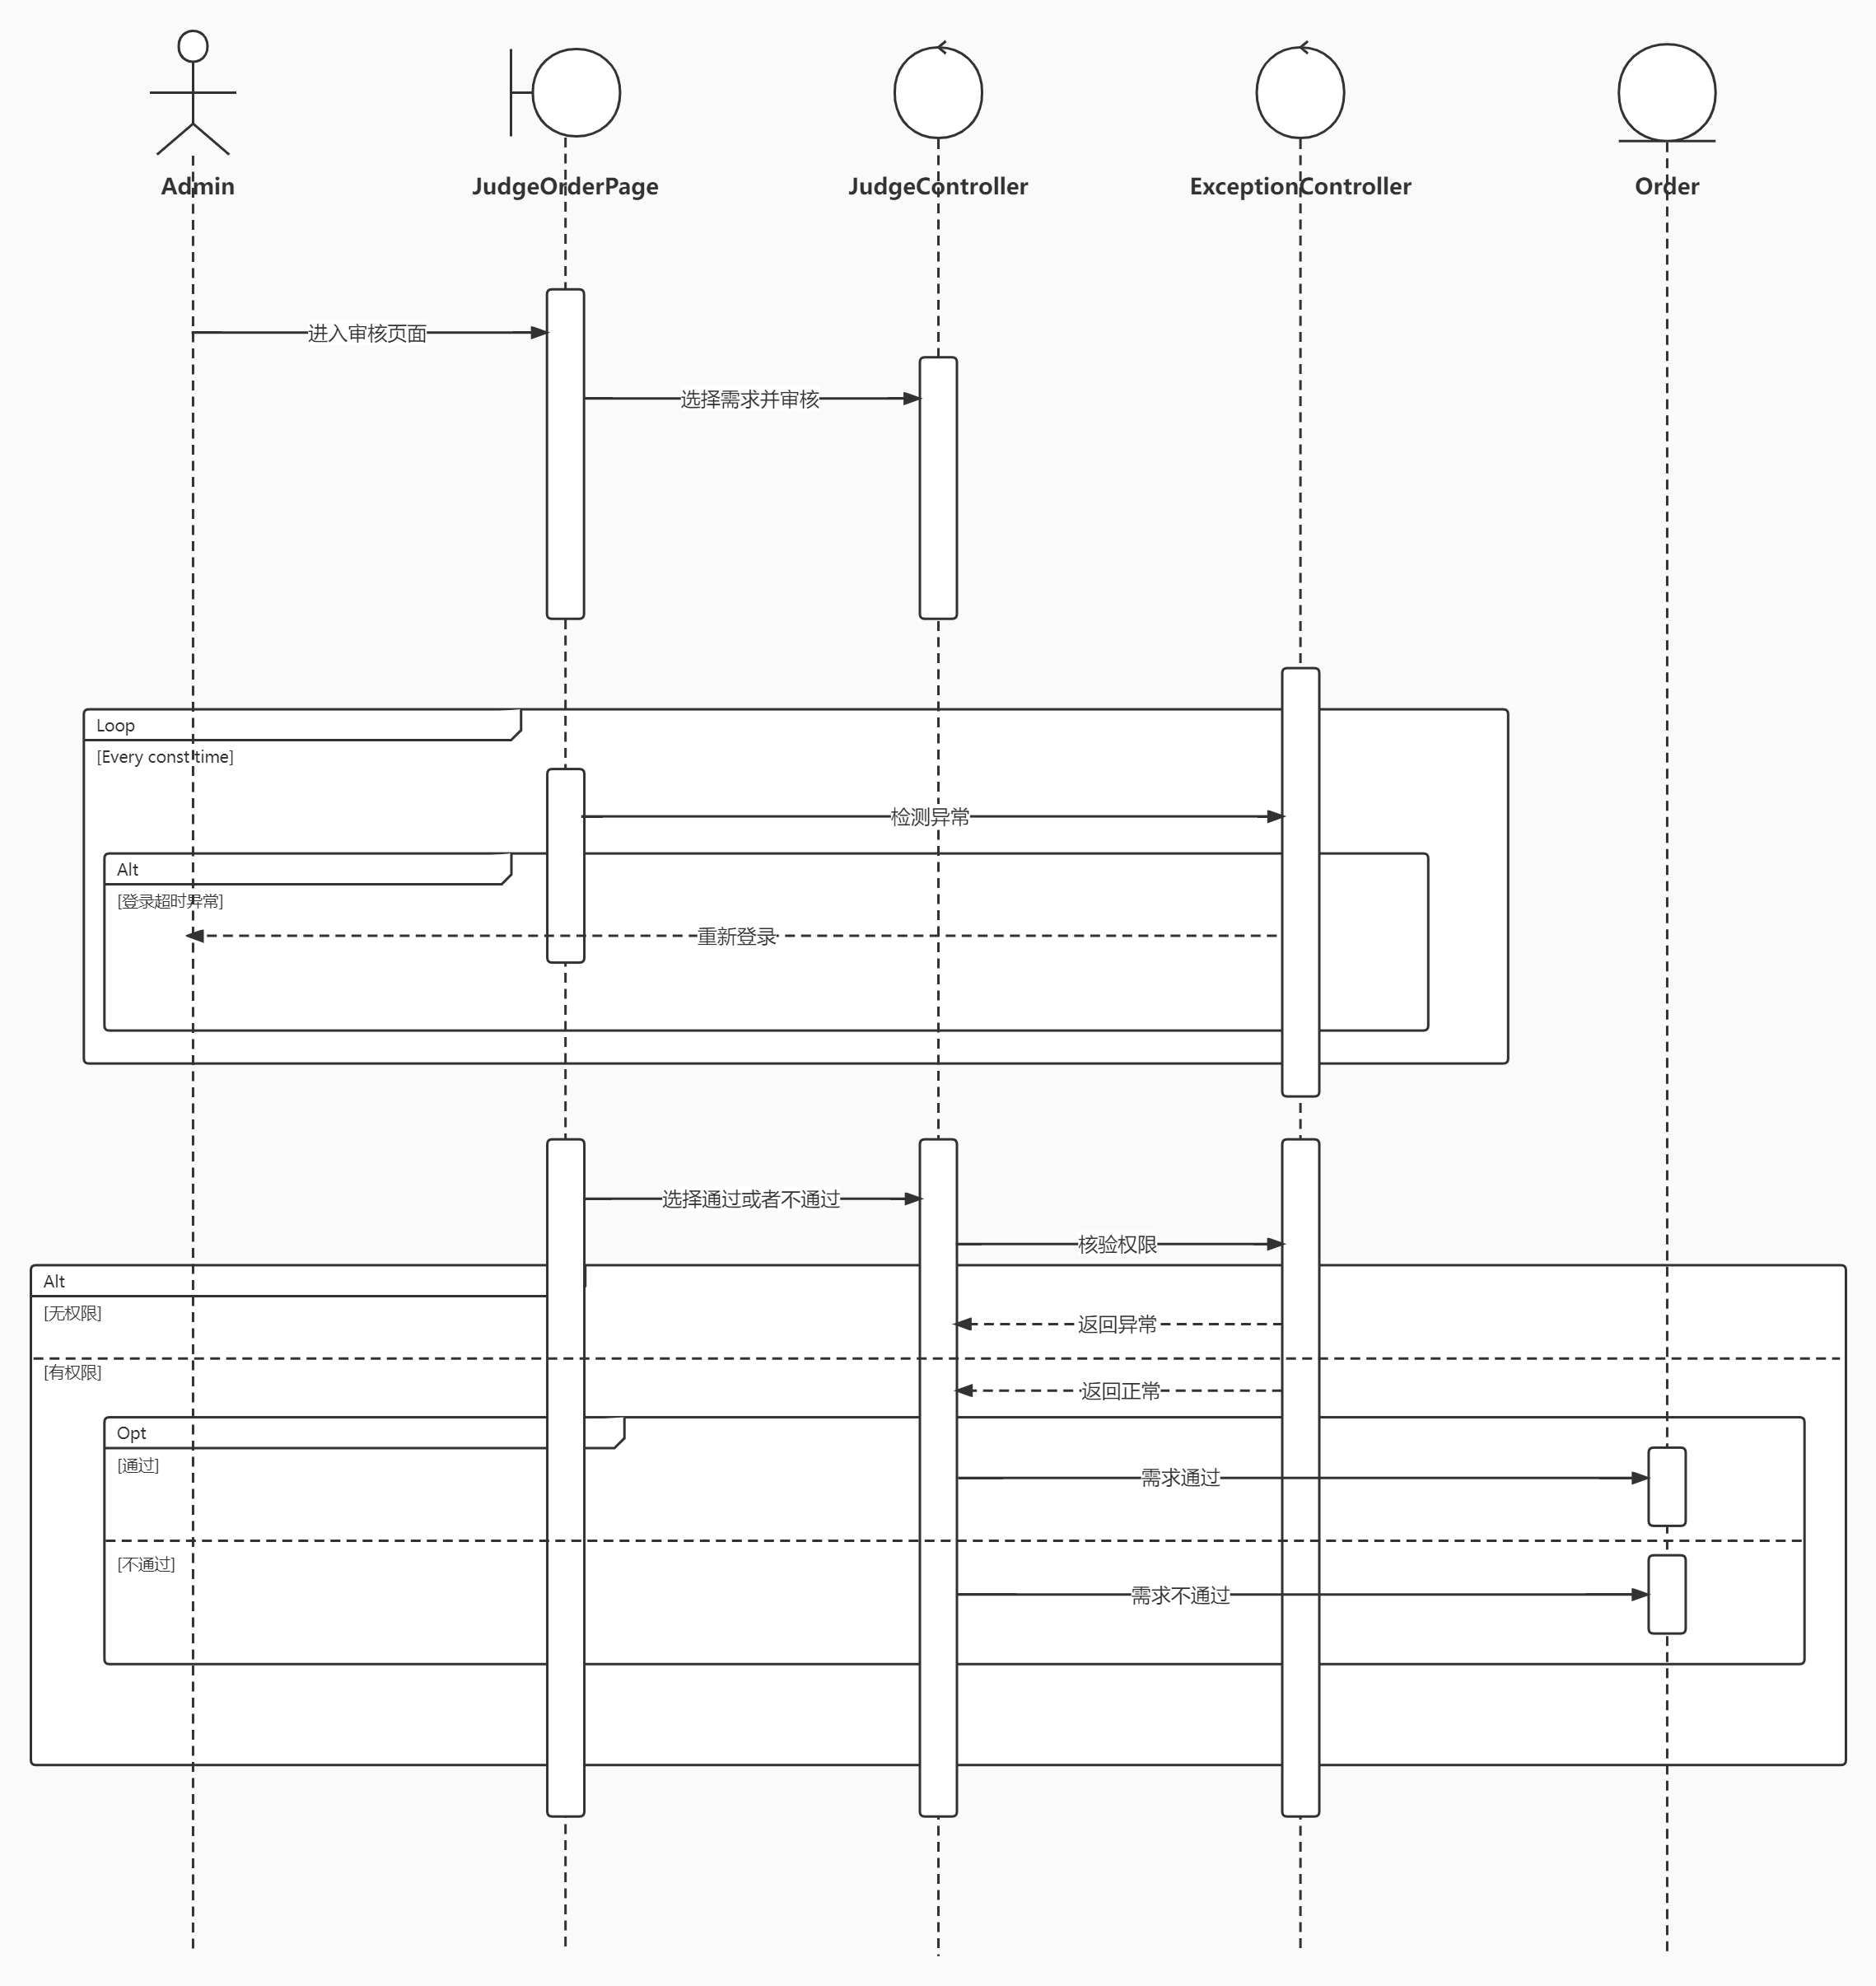 Admin
JudgeOrderPage
JudgeController
ExceptionController
Order
进入审核页面
选择需求并审核
Loop
[Every const time]
检测异常
Alt
[登录超时异常]
重新登录
选择通过或者不通过
核验权限
Alt
[无权限]
返回异常
[有权限]
返回正常
Opt
[通过]
需求通过
[不通过]
需求不通过